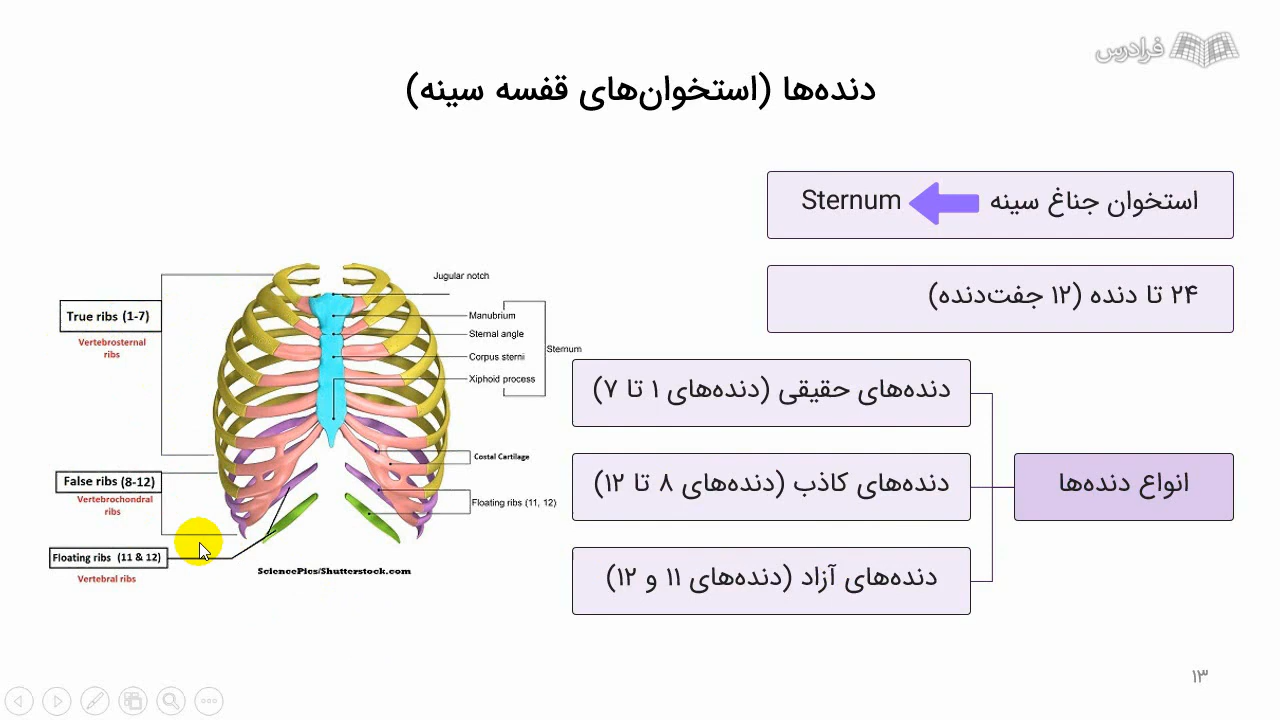 فرادرس
دنده‌ها (استخوان‌های قفسه سینه)
استخوان جناغ سینه Sternum
۲۴ تا دنده (۱۲ جفت‌دنده)
انواع دنده‌ها
دنده‌های حقیقی (دنده‌های ۱ تا ۷)
دنده‌های کاذب (دنده‌های ۸ تا ۱۲)
دنده‌های آزاد (دنده‌های ۱۱ و ۱۲)
True ribs (1-7)
Vertebrosternal
ribs
False ribs (8-12)
Vertebrochondral
ribs
Floating ribs (11 & 12)
Vertebral ribs
Jugular notch
Manubrium
Sternal angle
Corpus sterni
Xiphoid process
Sternum
Costal Cartilage
Floating ribs (11, 12)
SciencePics/Shutterstock.com
۱۳